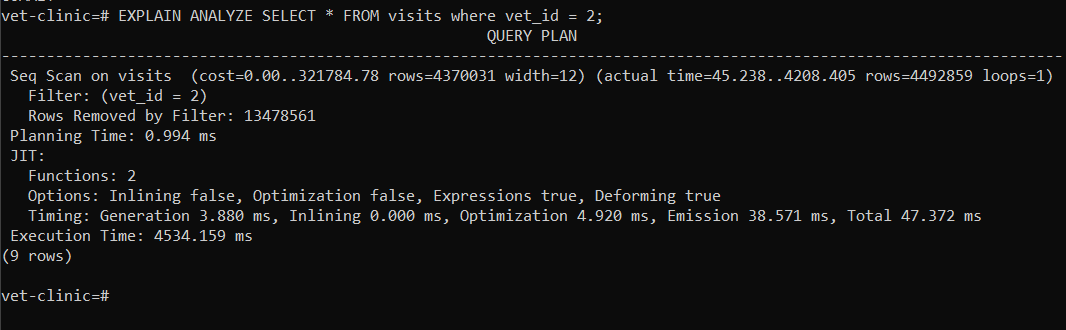 vet-clinic=# EXPLAIN ANALYZE SELECT * FROM visits where vet_id = 2;
QUERY PLAN
-----------------------------------------------------------------------------------------------------------------------
Seq Scan on visits  (cost=0.00..321784.78 rows=4370031 width=12) (actual time=45.238..4208.405 rows=4492859 loops=1)
Filter: (vet_id = 2)
Rows Removed by Filter: 13478561
Planning Time: 0.994 ms
JIT:
Functions: 2
Options: Inlining false, Optimization false, Expressions true, Deforming true
Timing: Generation 3.880 ms, Inlining 0.000 ms, Optimization 4.920 ms, Emission 38.571 ms, Total 47.372 ms
Execution Time: 4534.159 ms
(9 rows)
vet-clinic=#